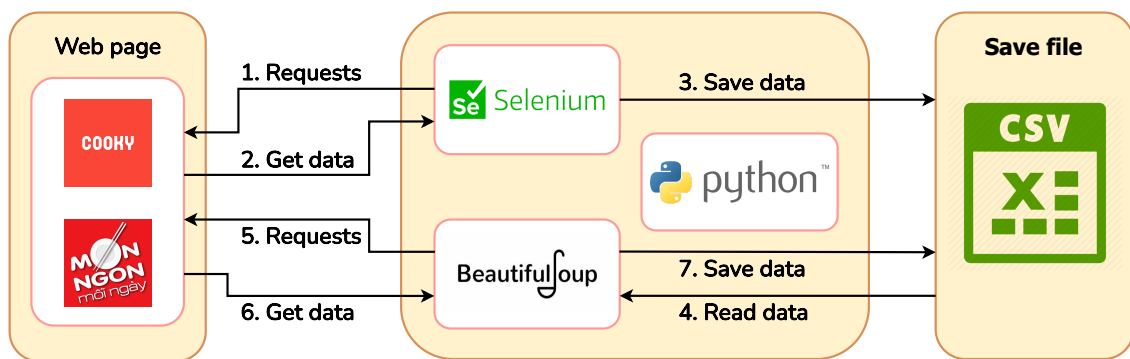 Web page
COOKY
MÓN
NGON
mỗi ngày
1. Requests
2. Get data
5. Requests
6. Get data
Se Selenium
python™
BeautifulSoup
3. Save data
7. Save data
4. Read data
Save file
CSV
X